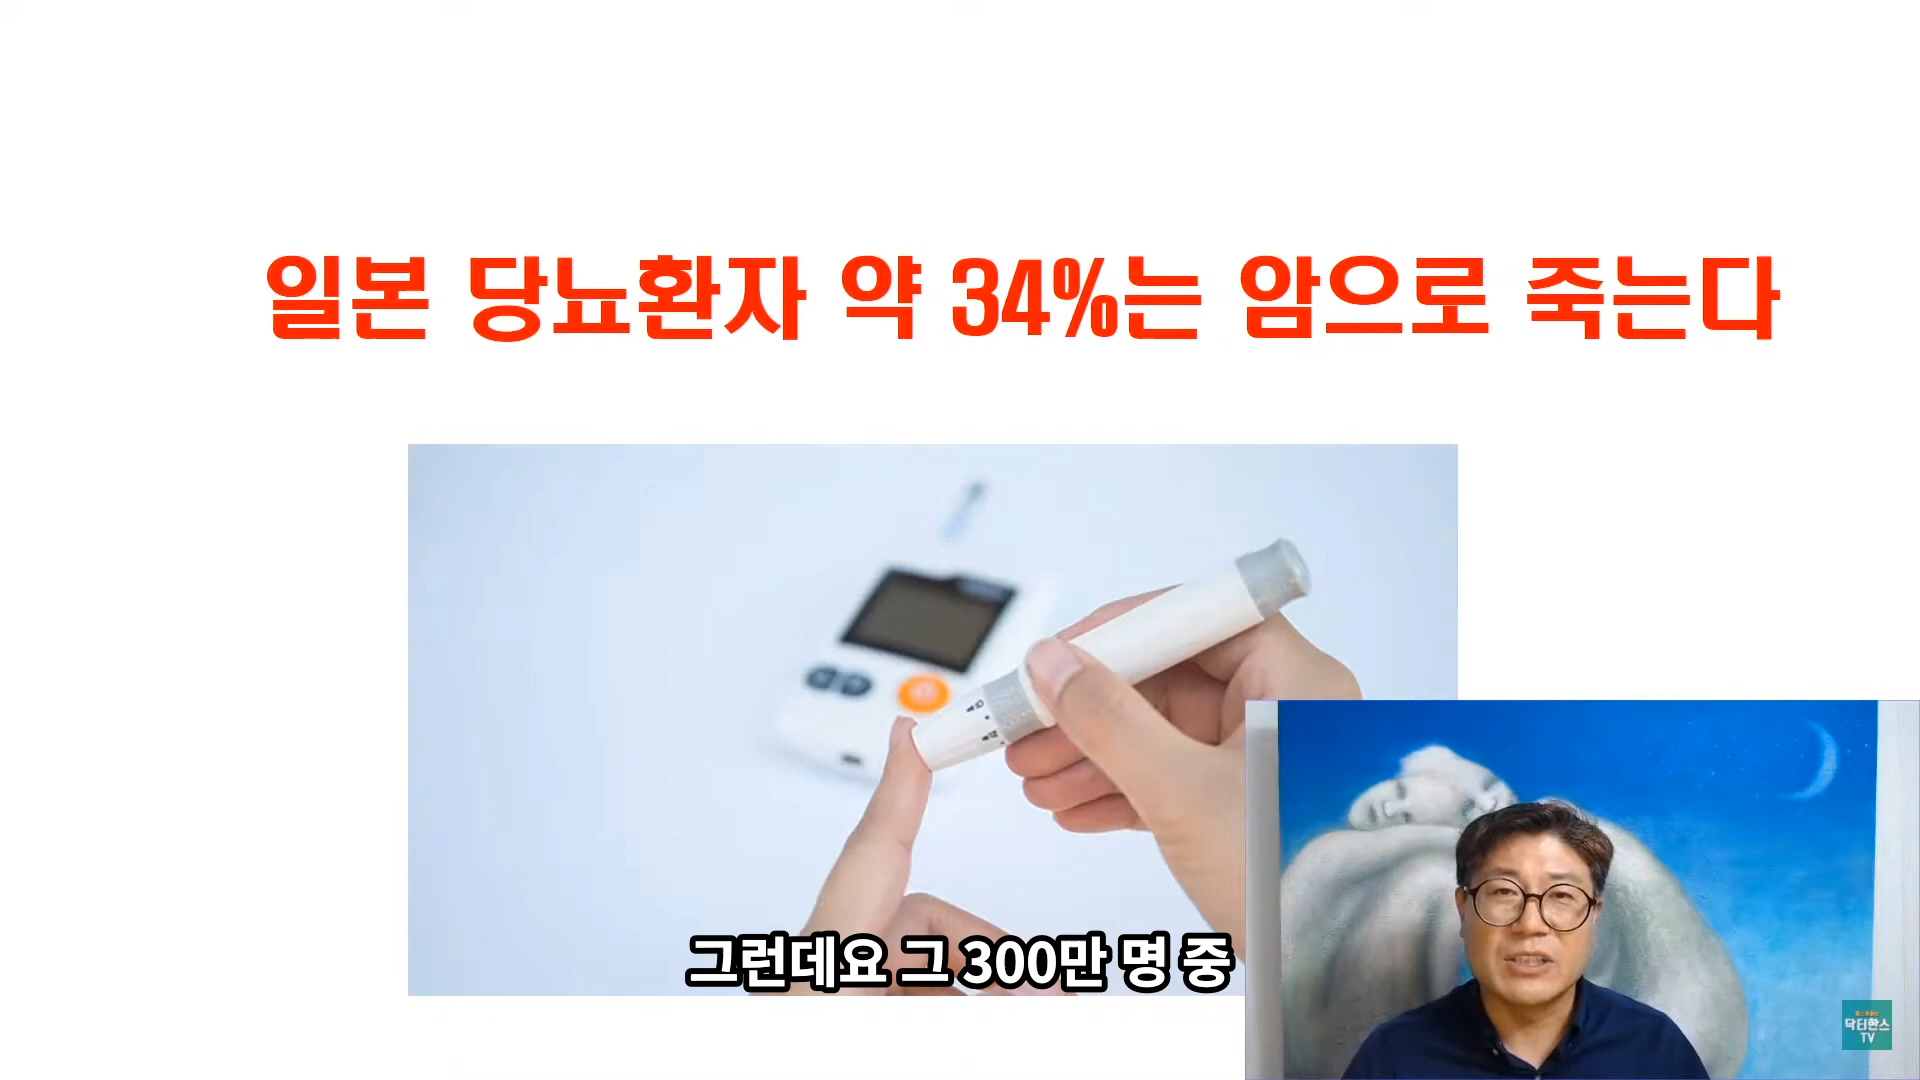 일본 당뇨환자 약 34%는 암으로 죽는다
그런데요 그 300만 명 중
닥터한스
TV